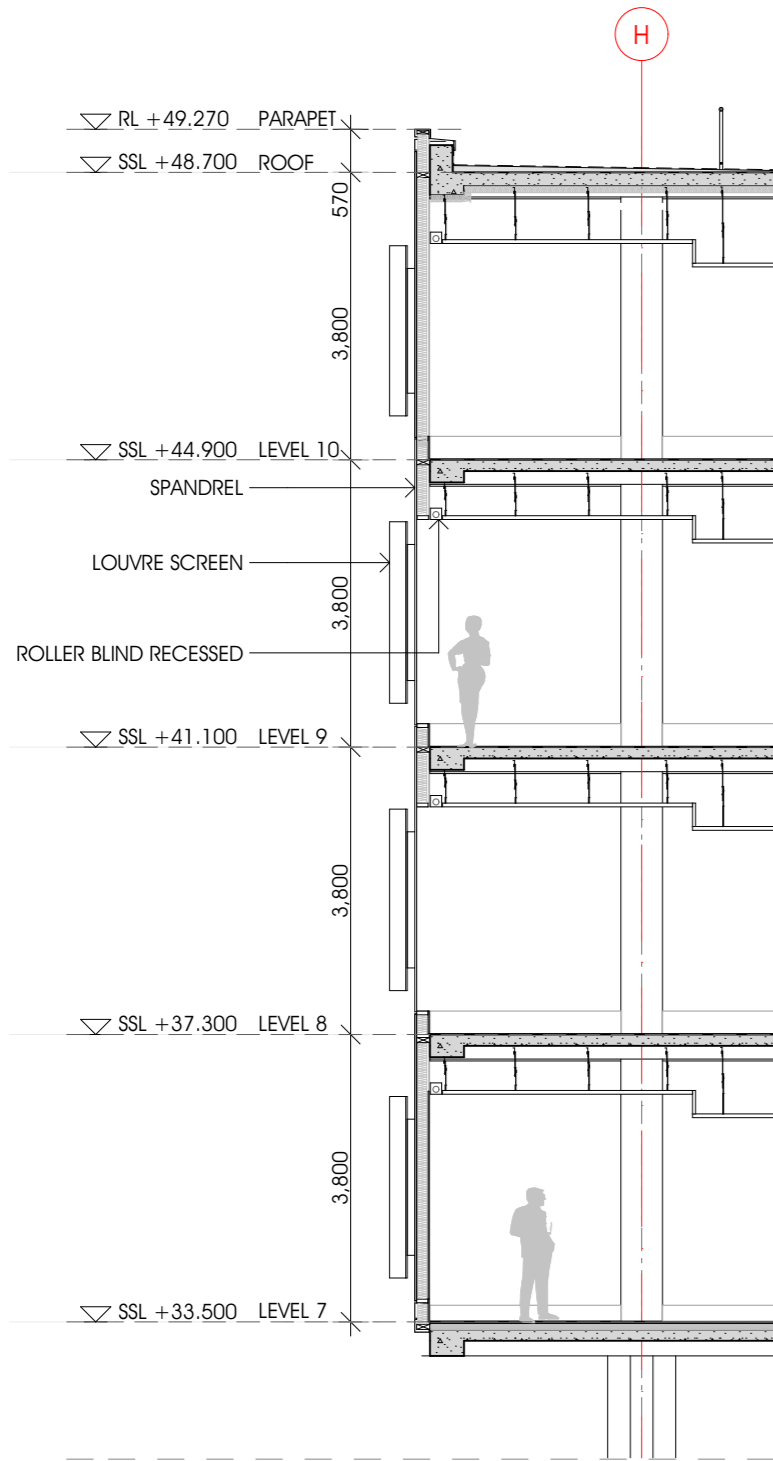 H
RL +49.270 PARAPET
SSL +48.700 ROOF
570
3,800
SSL +44.900 LEVEL 10
SPANDREL
LOUVRE SCREEN
3,800
ROLLER BLIND RECESSED
SSL +41.100 LEVEL 9
3,800
SSL +37.300 LEVEL 8
3,800
SSL +33.500 LEVEL 7